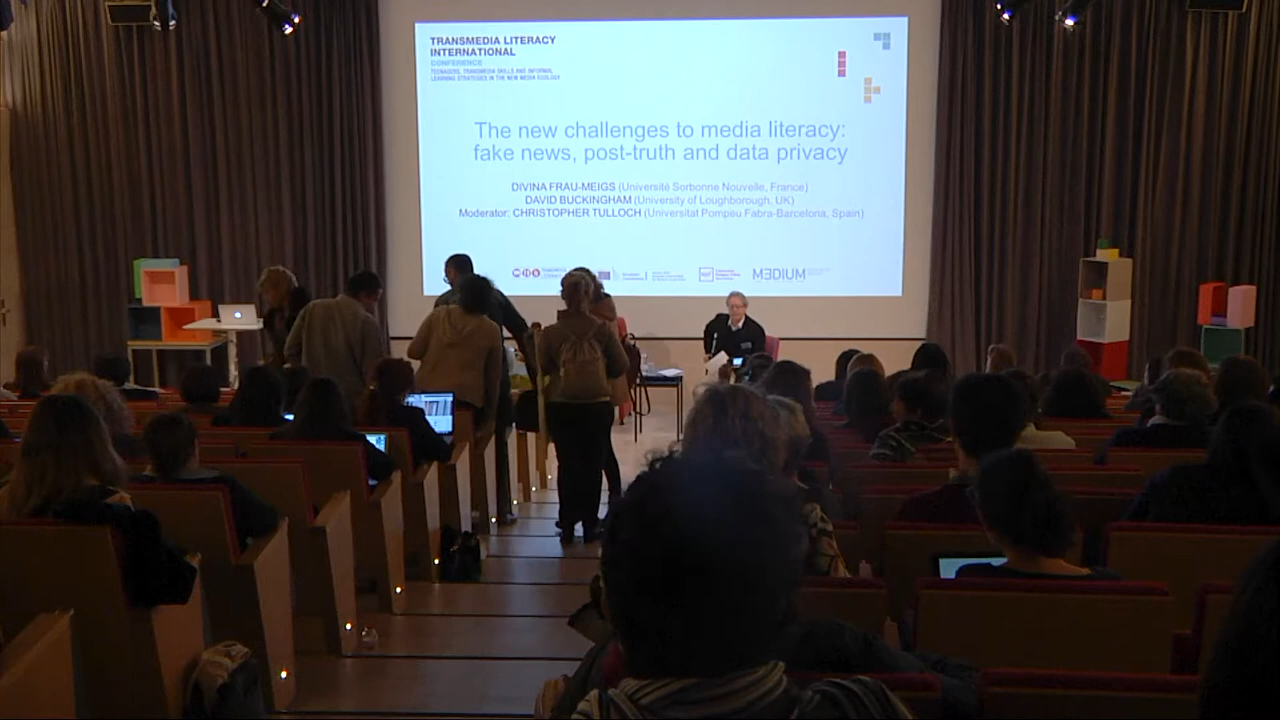 TRANSMEDIA LITERACY
INTERNATIONAL
CONFERENCE
TEENAGERS, TRANSMEDIA SKILLS AND INFORMAL
LEARNING STRATEGIES IN THE NEW MEDIA ECOLOGY
The new challenges to media literacy:
fake news, post-truth and data privacy
DIVINA FRAU-MEIGS (Université Sorbonne Nouvelle, France)
DAVID BUCKINGHAM (University of Loughborough, UK)
Moderator: CHRISTOPHER TULLOCH (Universitat Pompeu Fabra-Barcelona, Spain)
MEDIUM